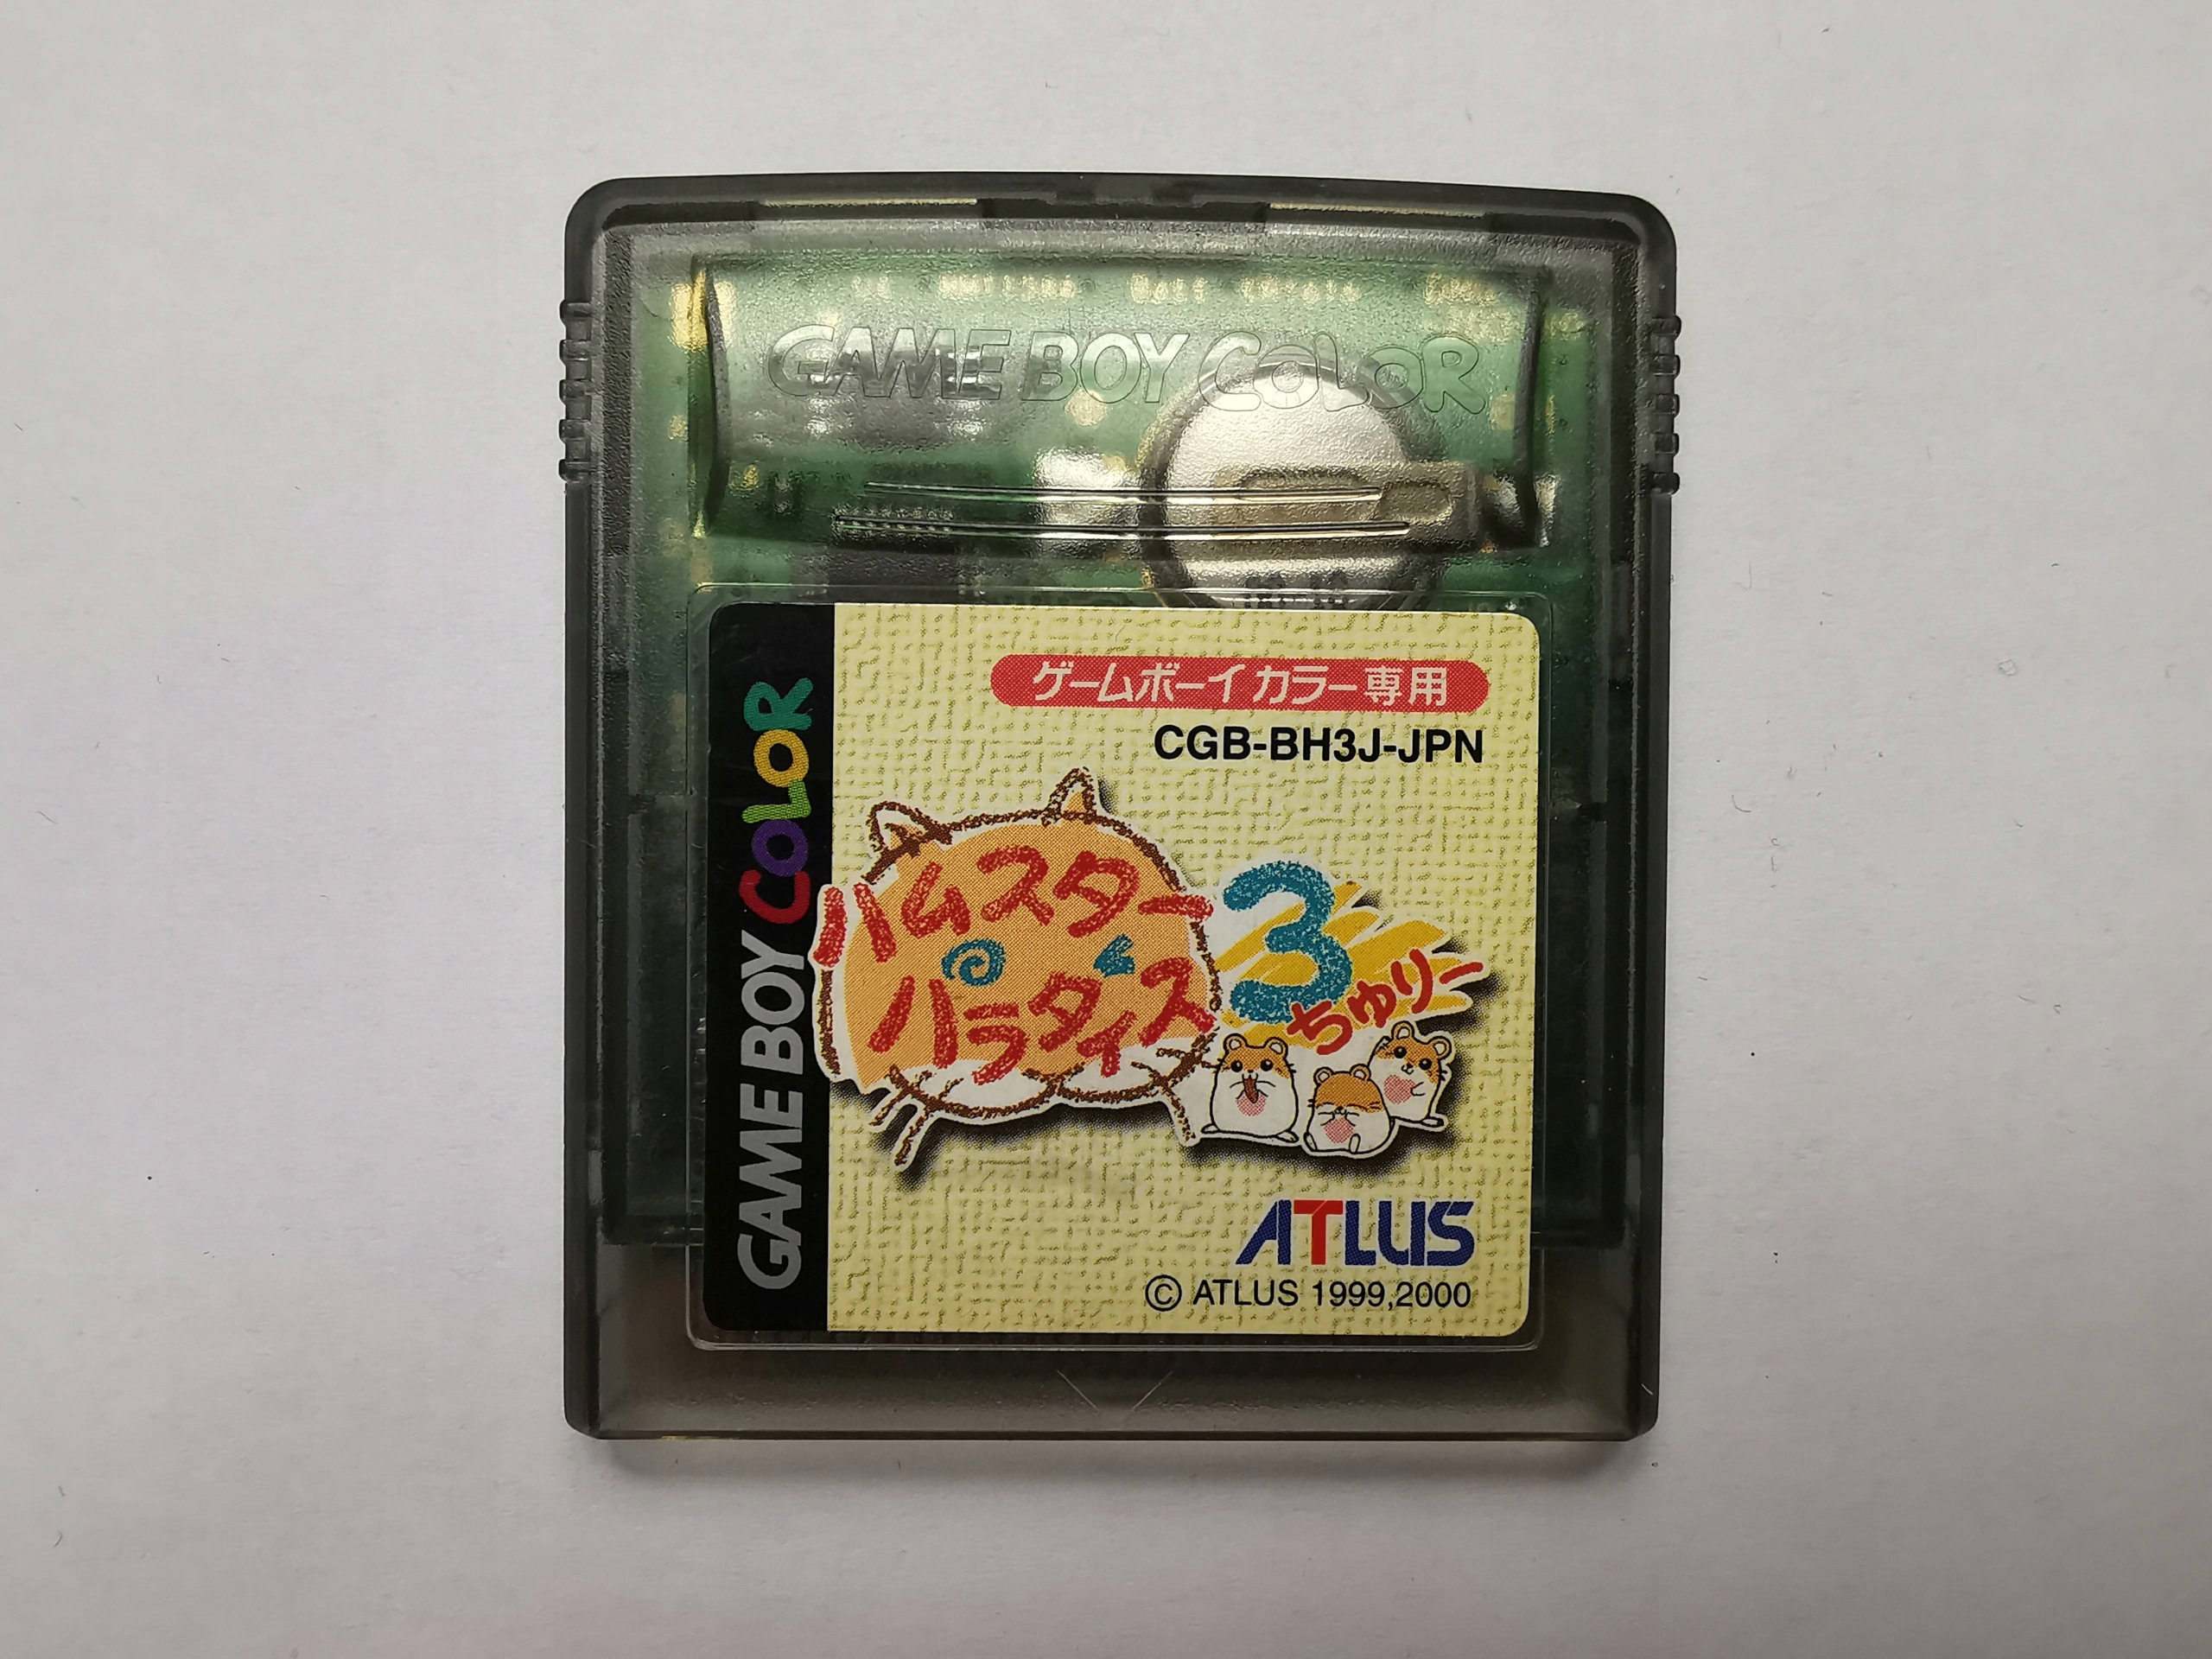 GAME BOY COLOR
GAME BOY COLOR
ゲームボーイカラー専用
CGB-BH3J-JPN
ハムスター
パラダイス
3
ちゅりー
ATLUS
© ATLUS 1999,2000